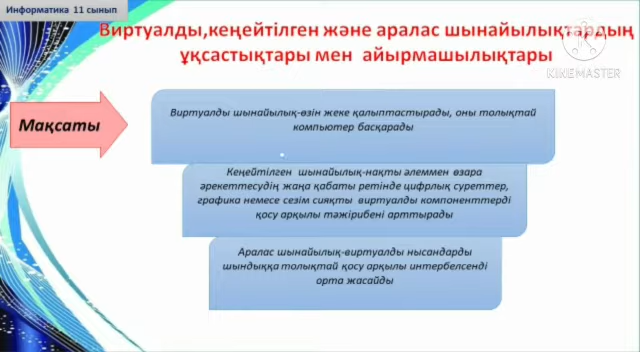 Информатика 11 сынып
Виртуалды,кеңейтілген және аралас шынайылықтардың
ұқсастықтары мен айырмашылықтары
KINEMASTER
Мақсаты
Виртуалды шынайылық-өзін жеке қалыптастырады, оны толықтай
компьютер басқарады
Кеңейтілген шынайылық-нақты әлеммен өзара
әрекеттесудің жаңа қабаты ретінде цифрлық суреттер,
графика немесе сезім сияқты виртуалды компоненттерді
қосу арқылы тәжірибені арттырады
Аралас шынайылық-виртуалды нысандарды
шындыққа толықтай қосу арқылы интербелсенді
орта жасайды